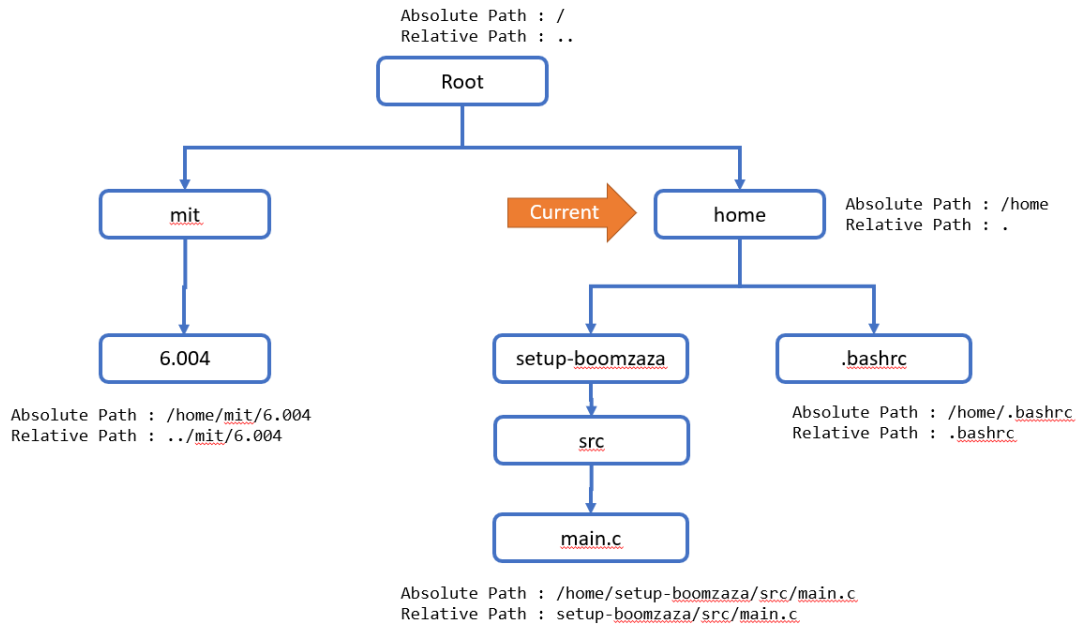 Absolute Path : /
Relative Path : ..
Root
mit
Current
home
Absolute Path : /home
Relative Path : .
6.004
setup-boomzaza
.bashrc
Absolute Path : /home/mit/6.004
Relative Path : ../mit/6.004
Absolute Path : /home/.bashrc
Relative Path : .bashrc
src
main.c
Absolute Path : /home/setup-boomzaza/src/main.c
Relative Path : setup-boomzaza/src/main.c